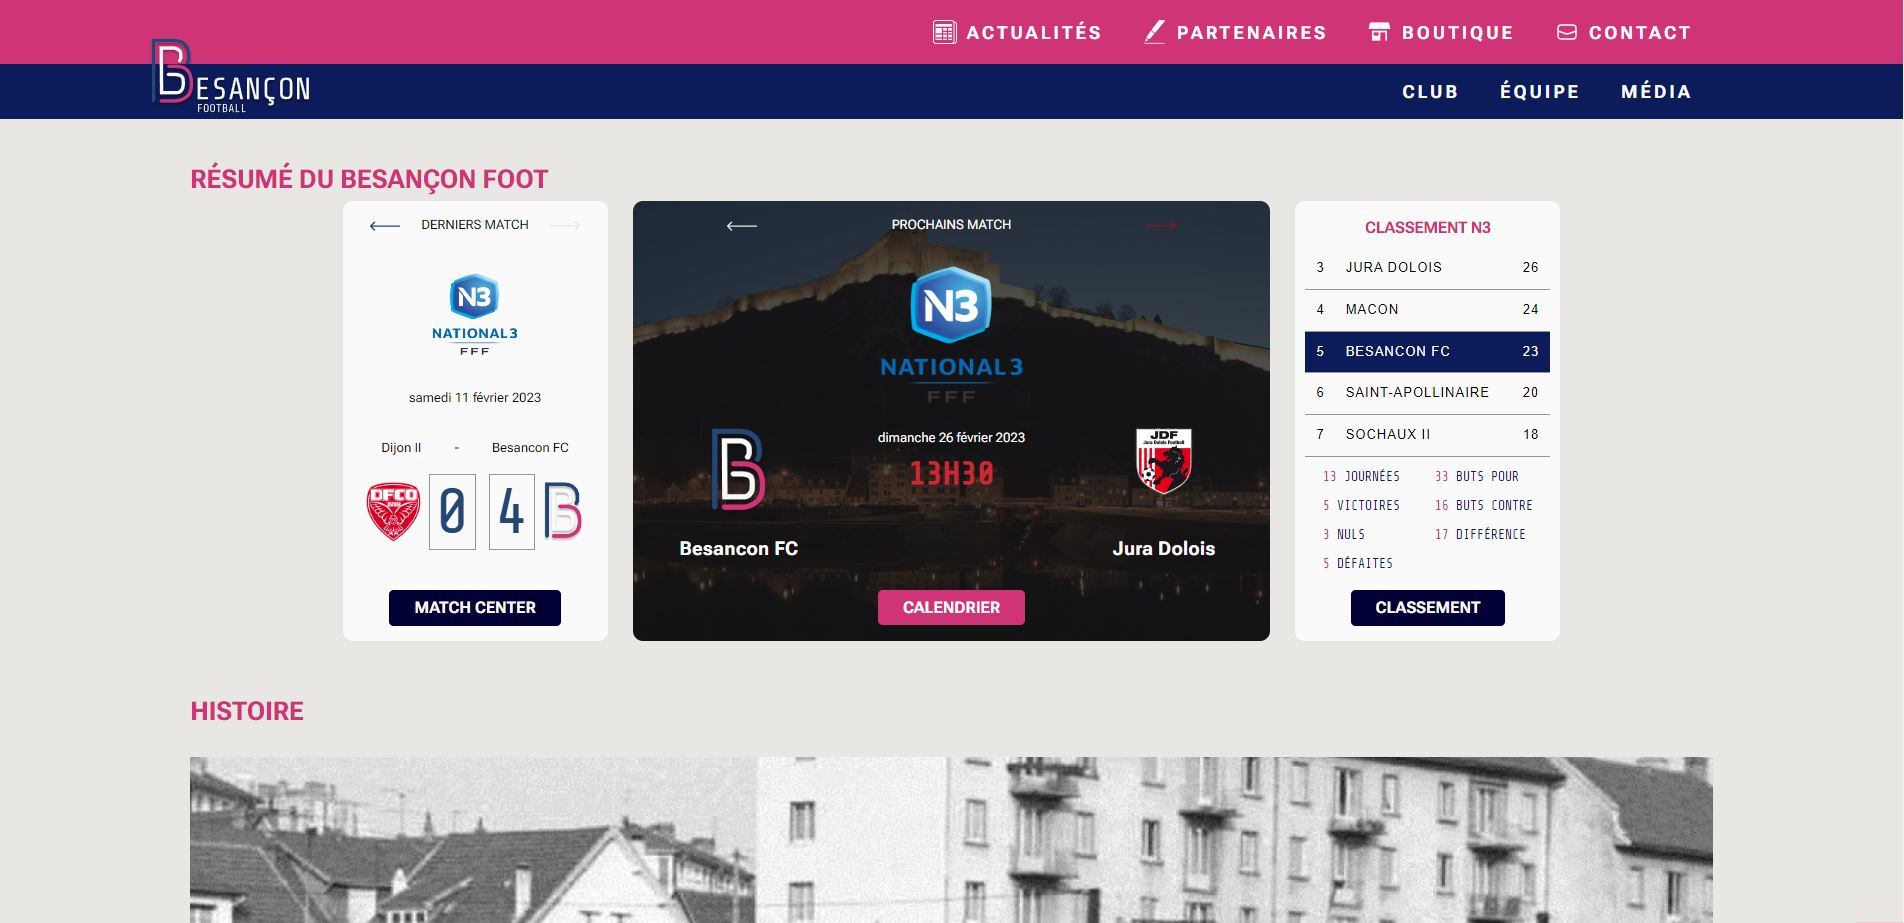 ACTUALITÉS
PARTENAIRES
BOUTIQUE
CONTACT
BESANÇON
FOOTBALL
CLUB
ÉQUIPE
MÉDIA
RÉSUMÉ DU BESANÇON FOOT
DERNIERS MATCH
N3
NATIONAL 3
FFF
samedi 11 février 2023
Dijon II - Besancon FC
DFCO
0 4 B
MATCH CENTER
PROCHAINS MATCH
N3
NATIONAL 3
FFF
dimanche 26 février 2023
13H30
B
JDF
Jura Dolois Football
Besancon FC
Jura Dolois
CALENDRIER
CLASSEMENT N3
3 JURA DOLOIS 26
4 MACON 24
5 BESANCON FC 23
6 SAINT-APOLLINAIRE 20
7 SOCHAUX II 18
13 JOURNÉES 33 BUTS POUR
5 VICTOIRES 16 BUTS CONTRE
3 NULS 17 DIFFÉRENCE
5 DÉFAITES
CLASSEMENT
HISTOIRE